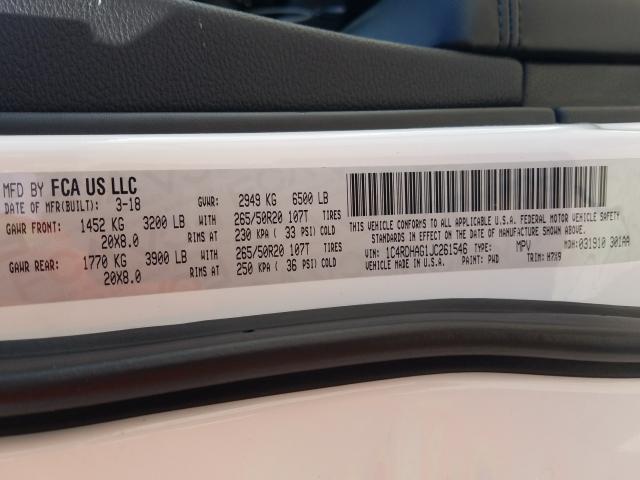 MFD BY FCA US LLC
DATE OF MFR(BUILT): 3-18 GVWR: 2949 KG 6500 LB
GAWR FRONT: 1452 KG 3200 LB WITH 265/50R20 107T TIRES
20X8.0 RIMS AT 230 KPA ( 33 PSI) COLD
GAWR REAR: 1770 KG 3900 LB WITH 265/50R20 107T TIRES
20X8.0 RIMS AT 250 KPA ( 36 PSI) COLD
THIS VEHICLE CONFORMS TO ALL APPLICABLE U.S.A. FEDERAL MOTOR VEHICLE SAFETY
STANDARDS IN EFFECT ON THE DATE OF MANUFACTURE SHOWN ABOVE.
VIN: 1C4RDHAG1JC261546 TYPE: MPV MDH: 031910 301AA
VEHICLE MADE IN U.S.A. PAINT: PWD TRIM: H7X9